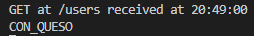 GET at /users received at 20:49:00
CON_QUESO